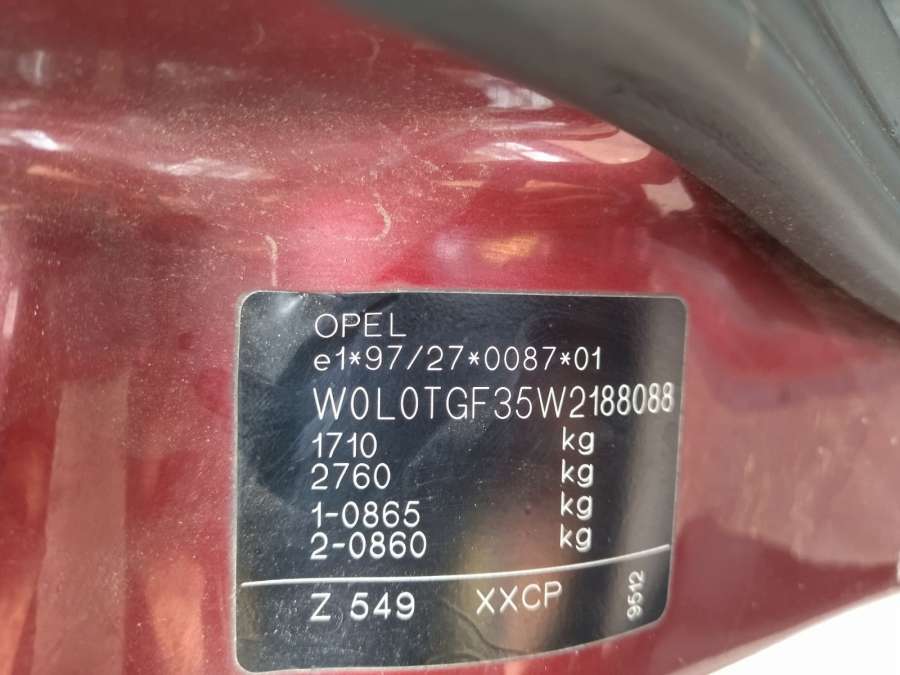 OPEL
e1*97/27*0087*01
W0L0TGF35W2188088
1710 kg
2760 kg
1-0865 kg
2-0860 kg
Z 549 XXCP 9512